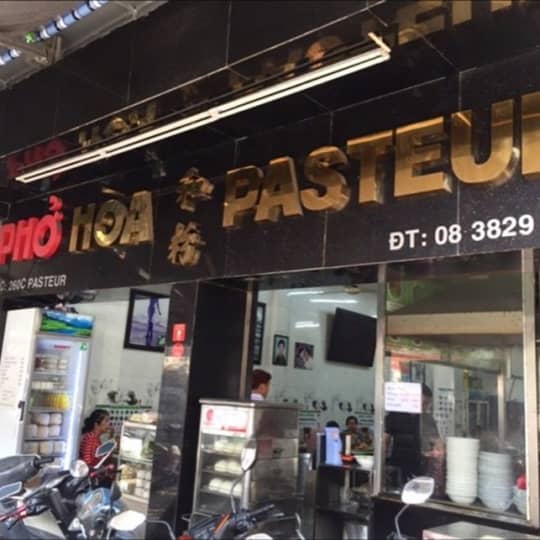 PHỞ HÒA 和粉 PASTEUR
ĐT: 08 3829
260C PASTEUR